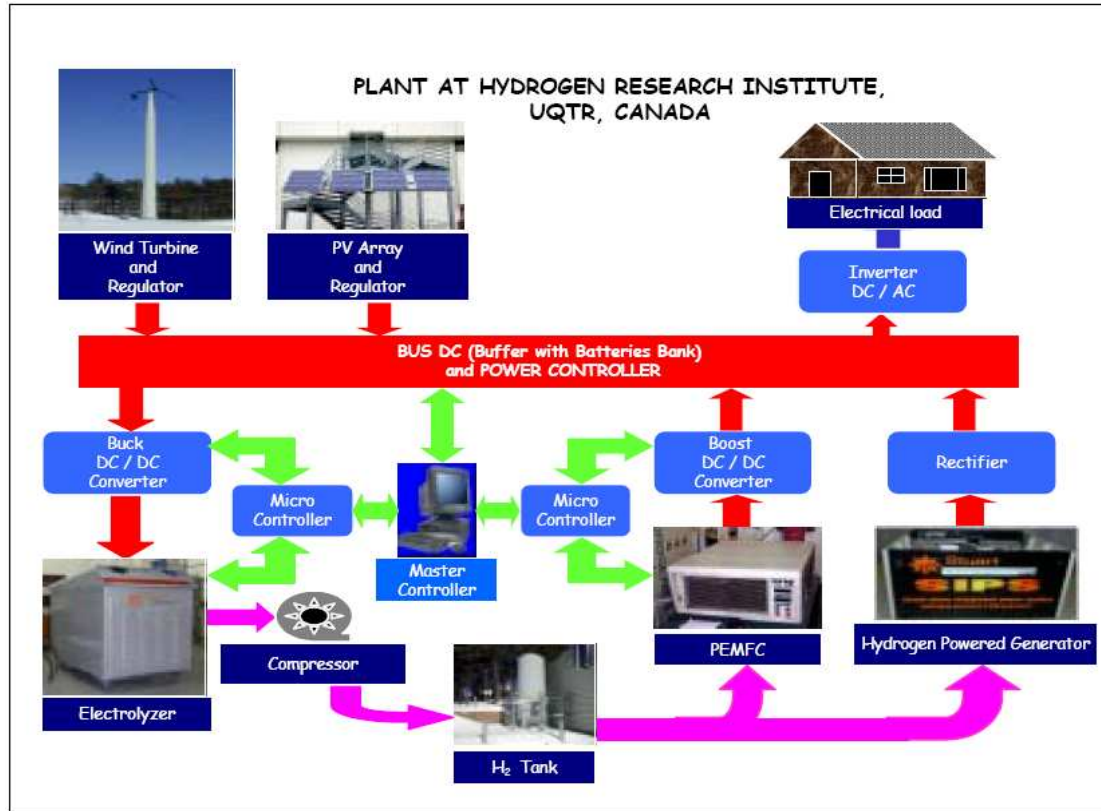 PLANT AT HYDROGEN RESEARCH INSTITUTE,
UQTR, CANADA
Wind Turbine
and
Regulator
PV Array
and
Regulator
Electrical load
Inverter
DC / AC
BUS DC (Buffer with Batteries Bank)
and POWER CONTROLLER
Buck
DC / DC
Converter
Micro
Controller
Master
Controller
Micro
Controller
Boost
DC / DC
Converter
Rectifier
Stuart
SIPS
Electrolyzer
Compressor
H₂ Tank
PEMFC
Hydrogen Powered Generator